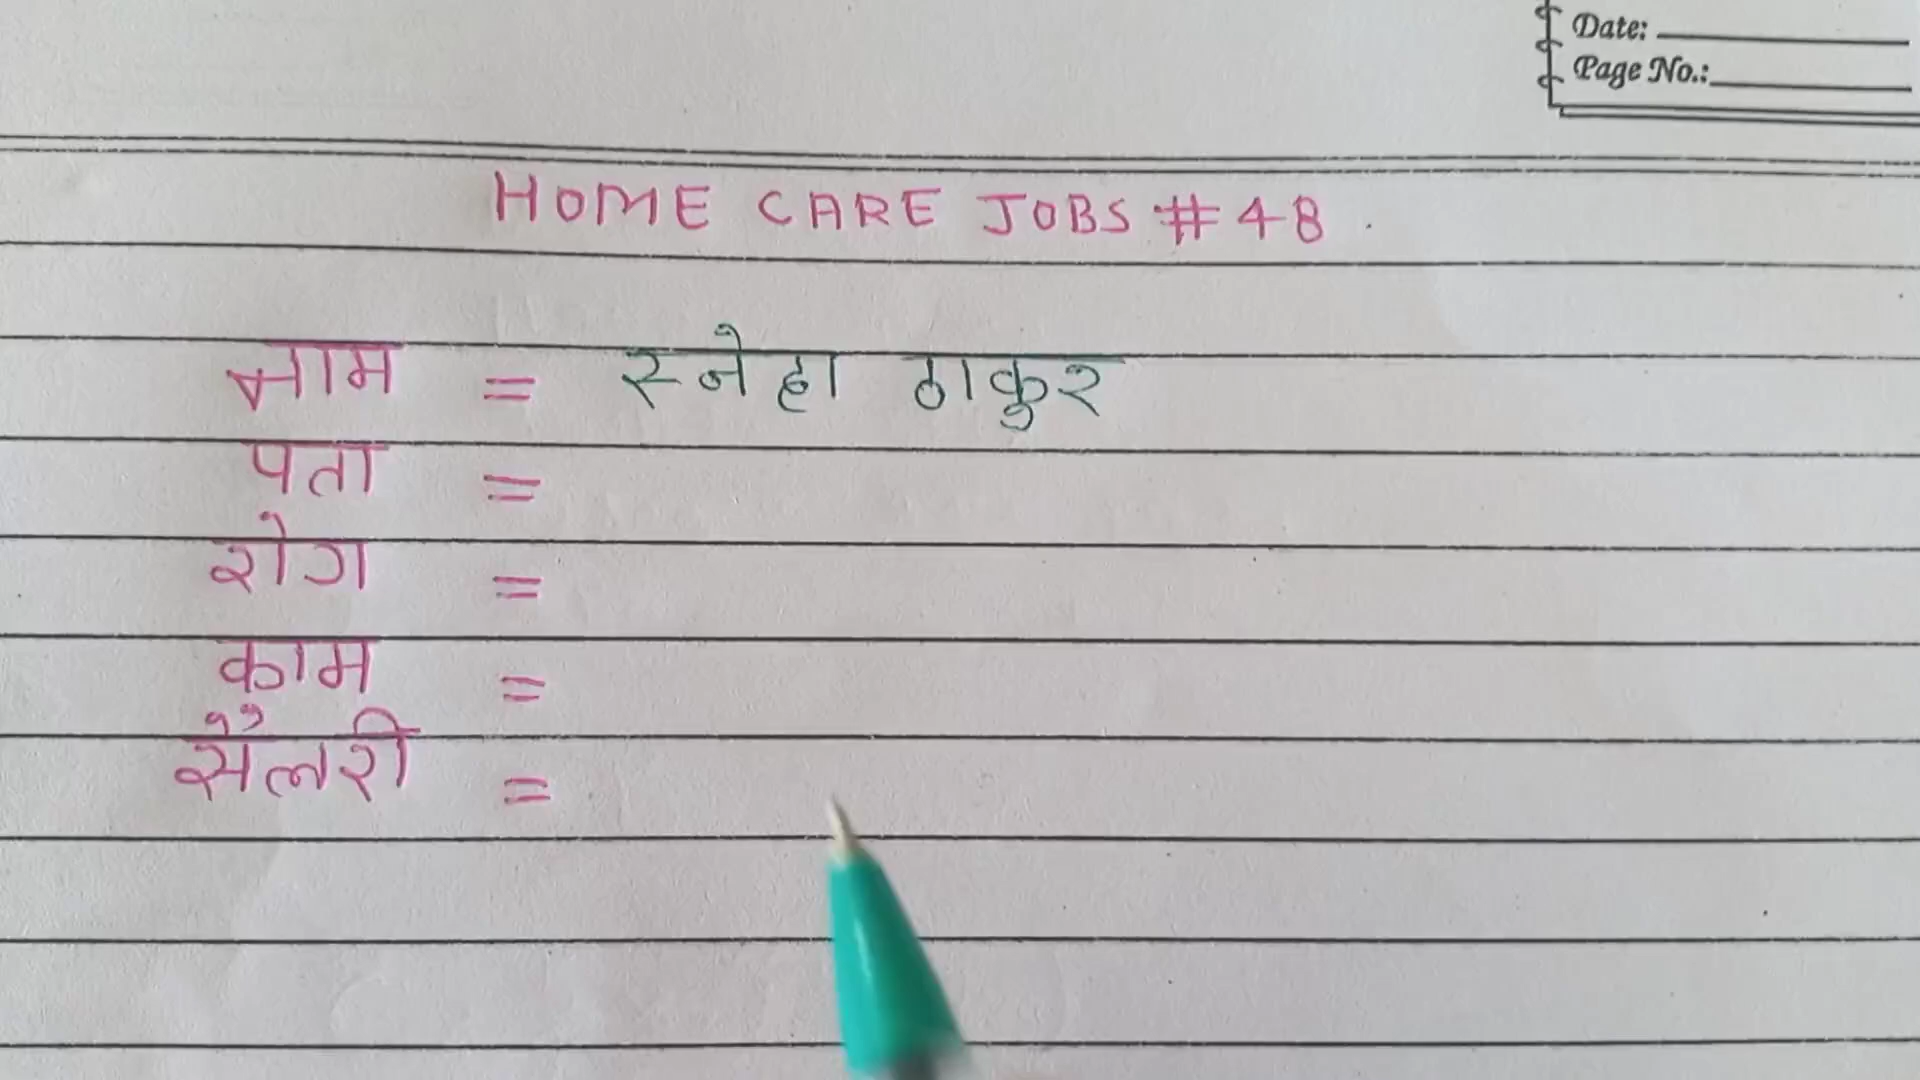 Date:
Page No.:
HOME CARE JOBS #48
नाम = स्नेहा ठाकुर
पता =
रोग =
काम =
सैलरी =